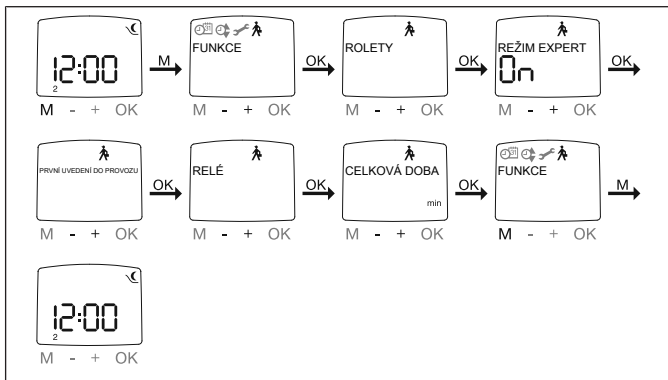 12:00
2
M - + OK
M
FUNKCE
M - + OK
OK
ROLETY
M - + OK
OK
REŽIM EXPERT
On
M - + OK
OK
PRVNÍ UVEDENÍ DO PROVOZU
M - + OK
OK
RELÉ
M - + OK
OK
CELKOVÁ DOBA
min
M - + OK
OK
31
FUNKCE
M - + OK
M
12:00
2
M - + OK